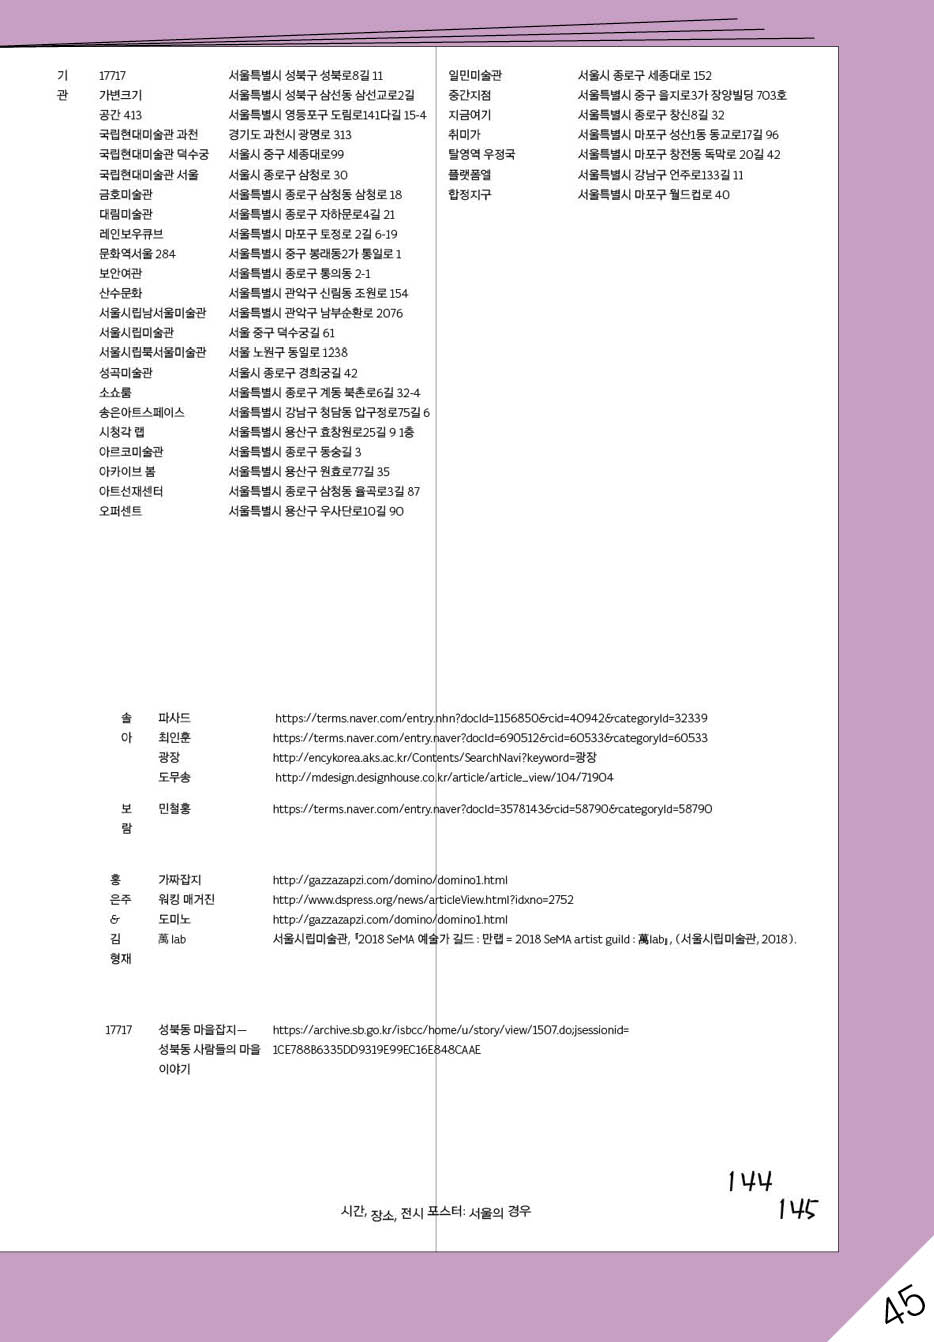 기관
17717 서울특별시 성북구 성북로8길 11
가변크기 서울특별시 성북구 삼선동 삼선교로2길
공간 413 서울특별시 영등포구 도림로141다길 15-4
국립현대미술관 과천 경기도 과천시 광명로 313
국립현대미술관 덕수궁 서울시 중구 세종대로99
국립현대미술관 서울 서울시 종로구 삼청로 30
금호미술관 서울특별시 종로구 삼청동 삼청로 18
대림미술관 서울특별시 종로구 자하문로4길 21
레인보우큐브 서울특별시 마포구 토정로 2길 6-19
문화역서울 284 서울특별시 중구 봉래동2가 통일로 1
보안여관 서울특별시 종로구 통의동 2-1
산수문화 서울특별시 관악구 신림동 조원로 154
서울시립남서울미술관 서울특별시 관악구 남부순환로 2076
서울시립미술관 서울 중구 덕수궁길 61
서울시립북서울미술관 서울 노원구 동일로 1238
성곡미술관 서울시 종로구 경희궁길 42
소쇼룸 서울특별시 종로구 계동 북촌로6길 32-4
송은아트스페이스 서울특별시 강남구 청담동 압구정로75길 6
시청각 랩 서울특별시 용산구 효창원로25길 9 1층
아르코미술관 서울특별시 종로구 동숭길 3
아카이브 봄 서울특별시 용산구 원효로77길 35
아트선재센터 서울특별시 종로구 삼청동 율곡로3길 87
오퍼센트 서울특별시 용산구 우사단로10길 90
일민미술관 서울시 종로구 세종대로 152
중간지점 서울특별시 중구 을지로3가 장양빌딩 703호
지금여기 서울특별시 종로구 창신8길 32
취미가 서울특별시 마포구 성산1동 동교로17길 96
탈영역 우정국 서울특별시 마포구 창전동 독막로 20길 42
플랫폼엘 서울특별시 강남구 언주로133길 11
합정지구 서울특별시 마포구 월드컵로 40
솔 파사드 https://terms.naver.com/entry.nhn?docId=1156850&cid=40942&categoryId=32339
아 최인훈 https://terms.naver.com/entry.naver?docId=690512&cid=60533&categoryId=60533
광장 http://encykorea.aks.ac.kr/Contents/SearchNavi?keyword=광장
도무송 http://mdesign.designhouse.co.kr/article/article_view/104/71904
보 민철홍 https://terms.naver.com/entry.naver?docId=3578143&cid=58790&categoryId=58790
람
홍 가짜잡지 http://gazzazapzi.com/domino/domino1.html
은주 워킹 매거진 http://www.dspress.org/news/articleView.html?idxno=2752
& 도미노 http://gazzazapzi.com/domino/domino1.html
김 萬 lab 서울시립미술관, 『2018 SeMA 예술가 길드 : 만랩 = 2018 SeMA artist guild : 萬lab』, (서울시립미술관, 2018).
형재
17717 성북동 마을잡지— https://archive.sb.go.kr/isbcc/home/u/story/view/1507.do;jsessionid=
성북동 사람들의 마을 1CE788B6335DD9319E99EC16E848CAAE
이야기
144
145
시간, 장소, 전시 포스터: 서울의 경우
45